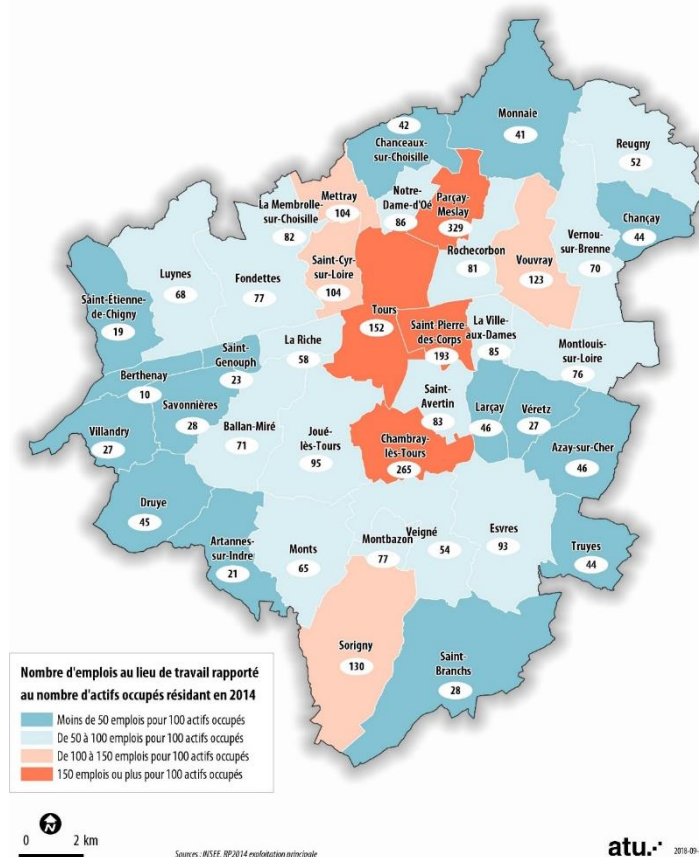 42
Chanceaux-
sur-Choisille
Monnaie
41
Reugny
52
Mettray
104
Notre-
Dame-d'Oé
86
Parçay-
Meslay
329
Chançay
44
La Membrolle-
sur-Choisille
82
Rochecorbon
81
Vouvray
123
Vernou-
sur-Brenne
70
Luynes
68
Fondettes
77
Saint-Cyr-
sur-Loire
104
Saint-Étienne-
de-Chigny
19
Tours
152
Saint-Pierre
des-Corps
193
La Ville-
aux-Dames
85
Montlouis-
sur-Loire
76
La Riche
58
Saint-
Genouph
23
Berthenay
10
Savonnières
28
Villandry
27
Ballan-Miré
71
Joué-
lès-Tours
95
Saint-
Avertin
83
Larçay
46
Véretz
27
Azay-sur-Cher
46
Chambray-
lès-Tours
265
Druye
45
Artannes-
sur-Indre
21
Monts
65
Montbazon
77
Veigné
54
Esvres
93
Truyes
44
Sorigny
130
Saint-
Branchs
28
Nombre d'emplois au lieu de travail rapporté
au nombre d'actifs occupés résidant en 2014
Moins de 50 emplois pour 100 actifs occupés
De 50 à 100 emplois pour 100 actifs occupés
De 100 à 150 emplois pour 100 actifs occupés
150 emplois ou plus pour 100 actifs occupés
N
0 2 km
Sources : INSEE, RP2014 exploitation principale
atu.